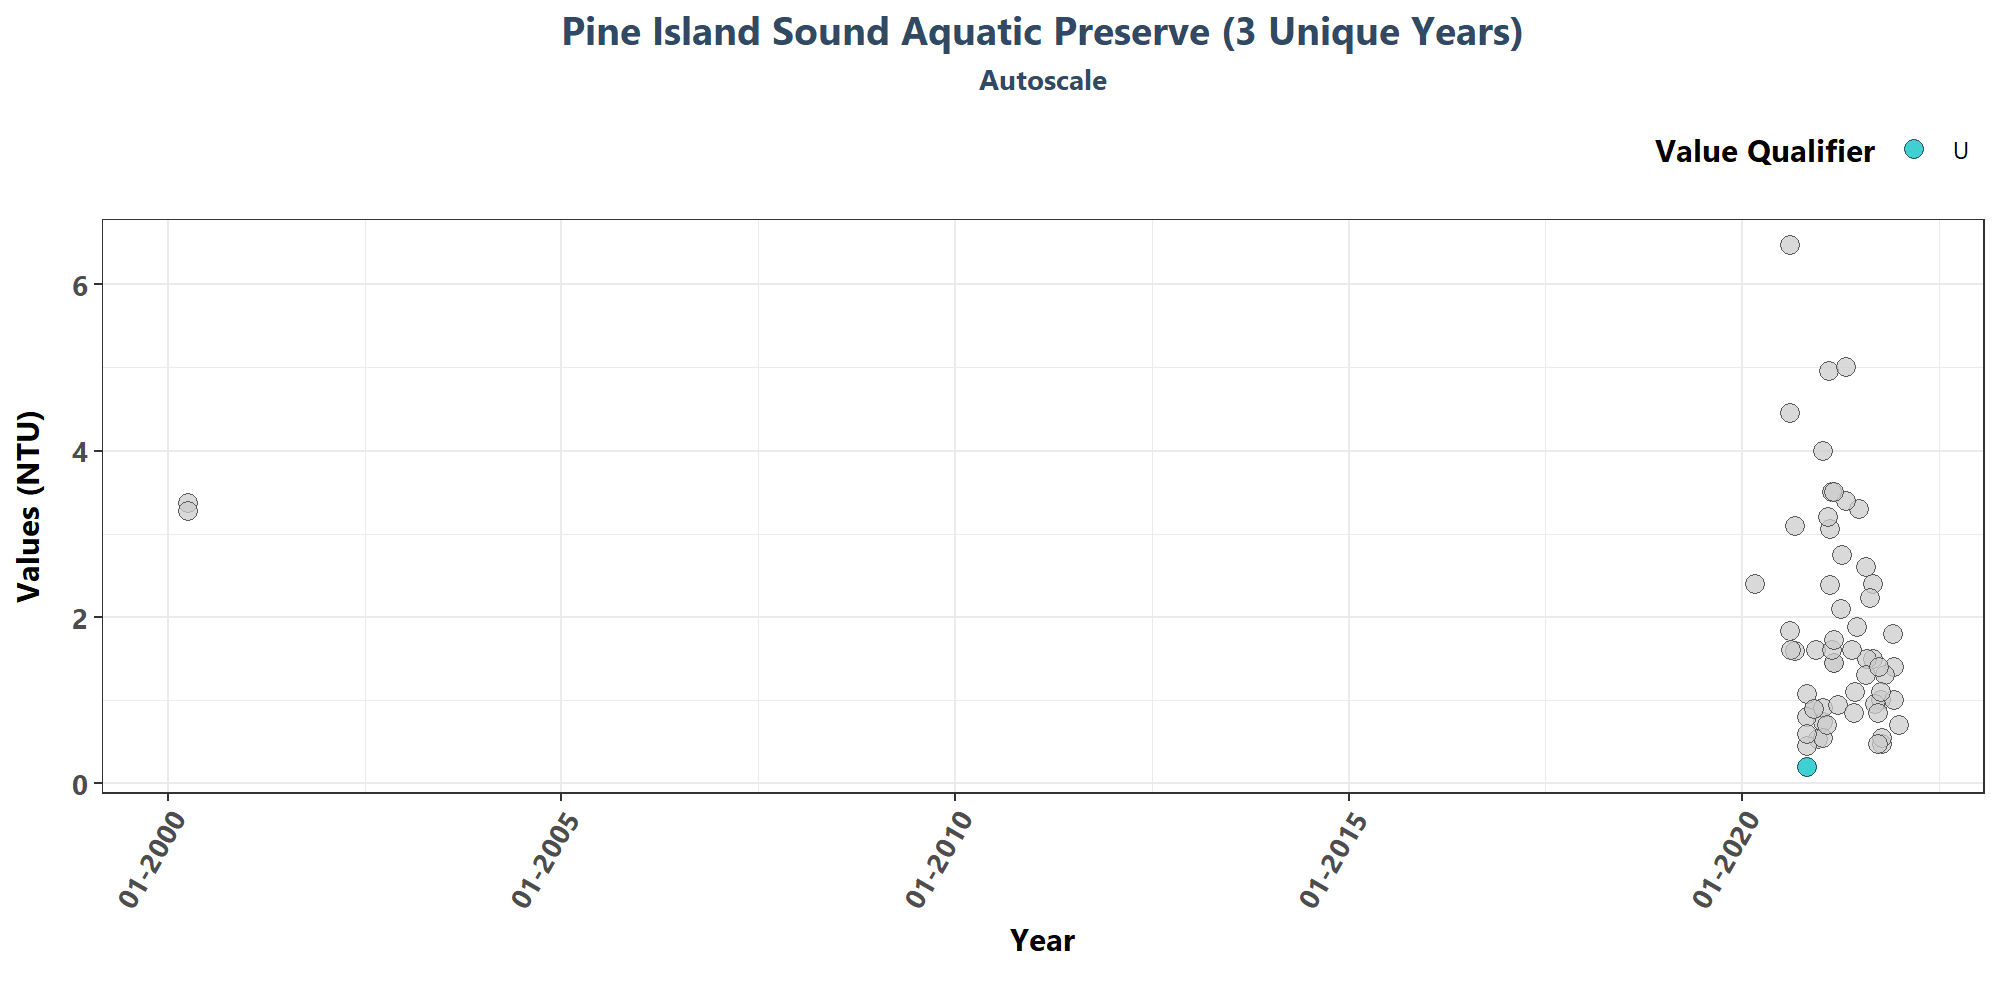 Pine Island Sound Aquatic Preserve (3 Unique Years)
Autoscale
Value Qualifier U
Values (NTU)
6
4
2
0
01-2000
01-2005
01-2010
01-2015
01-2020
Year